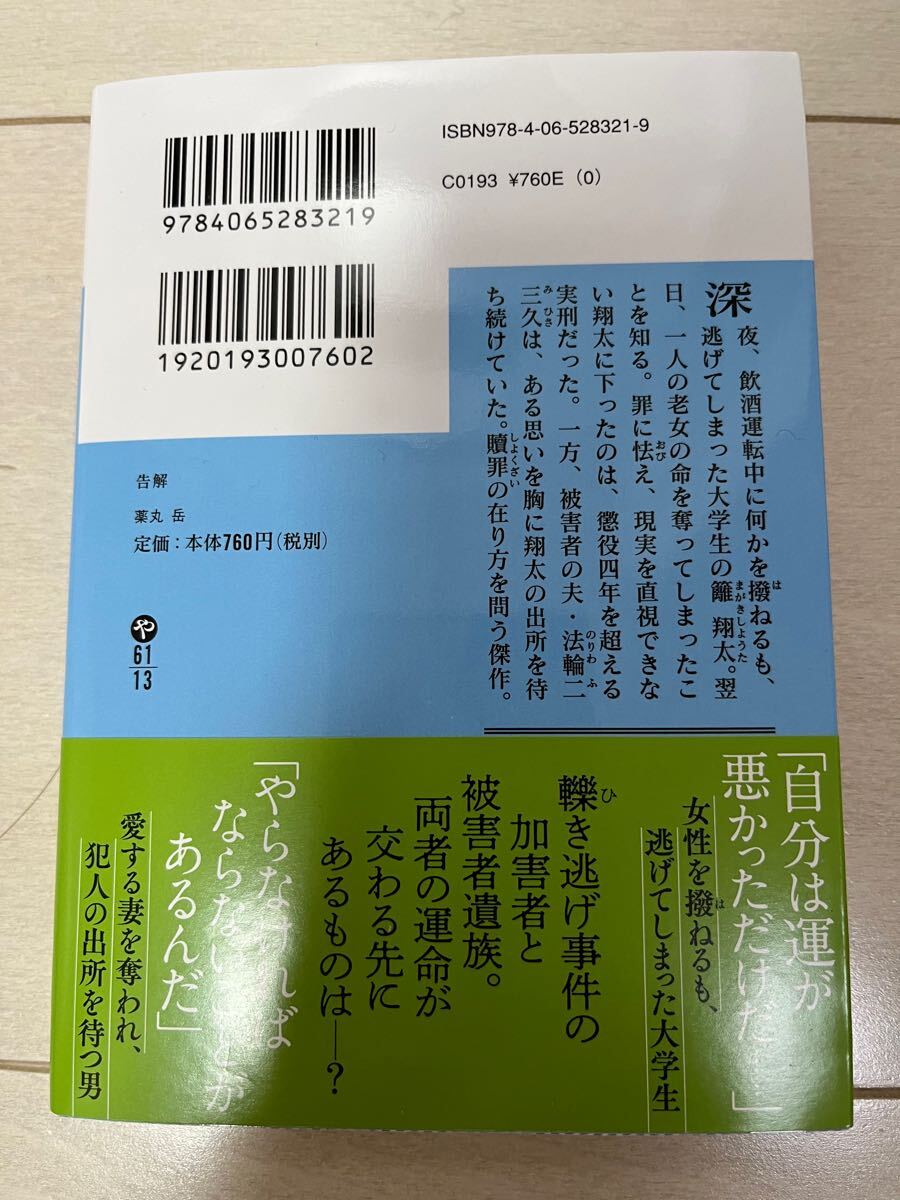 ISBN978-4-06-528321-9
C0193 ¥760E (0)
9784065283219
1920193007602
深夜、飲酒運転中に何かを撥ねるも、
逃げてしまった大学生の籬 翔太。翌
日、一人の老女の命を奪ってしまったこ
とを知る。罪に怯え、現実を直視できな
い翔太に下ったのは、懲役四年を超える
実刑だった。一方、被害者の夫・法輪二
三久は、ある思いを胸に翔太の出所を待
ち続けていた。贖罪の在り方を問う傑作。
告解
薬丸 岳
定価：本体760円(税別)
や
61
13
「自分は運が
悪かっただけだ」
女性を撥ねるも、
逃げてしまった大学生
轢き逃げ事件の
加害者と
被害者遺族。
両者の運命が
交わる先に
あるものは―？
「やらなければ
ならないことが
あるんだ」
愛する妻を奪われ、
犯人の出所を待つ男